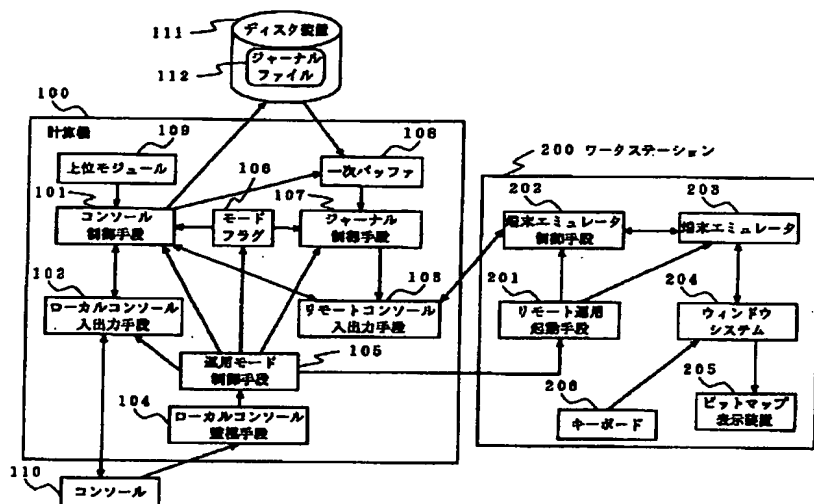 111
ディスク装置
112
ジャーナル
ファイル
100
計算機
109
上位モジュール
108
一次バッファ
106
モード
フラグ
107
ジャーナル
制御手段
101
コンソール
制御手段
102
ローカルコンソール
入出力手段
103
リモートコンソール
入出力手段
105
運用モード
制御手段
104
ローカルコンソール
監視手段
110
コンソール
200 ワークステーション
202
端末エミュレータ
制御手段
203
端末エミュレータ
201
リモート運用
起動手段
204
ウィンドウ
システム
206
キーボード
205
ビットマップ
表示装置